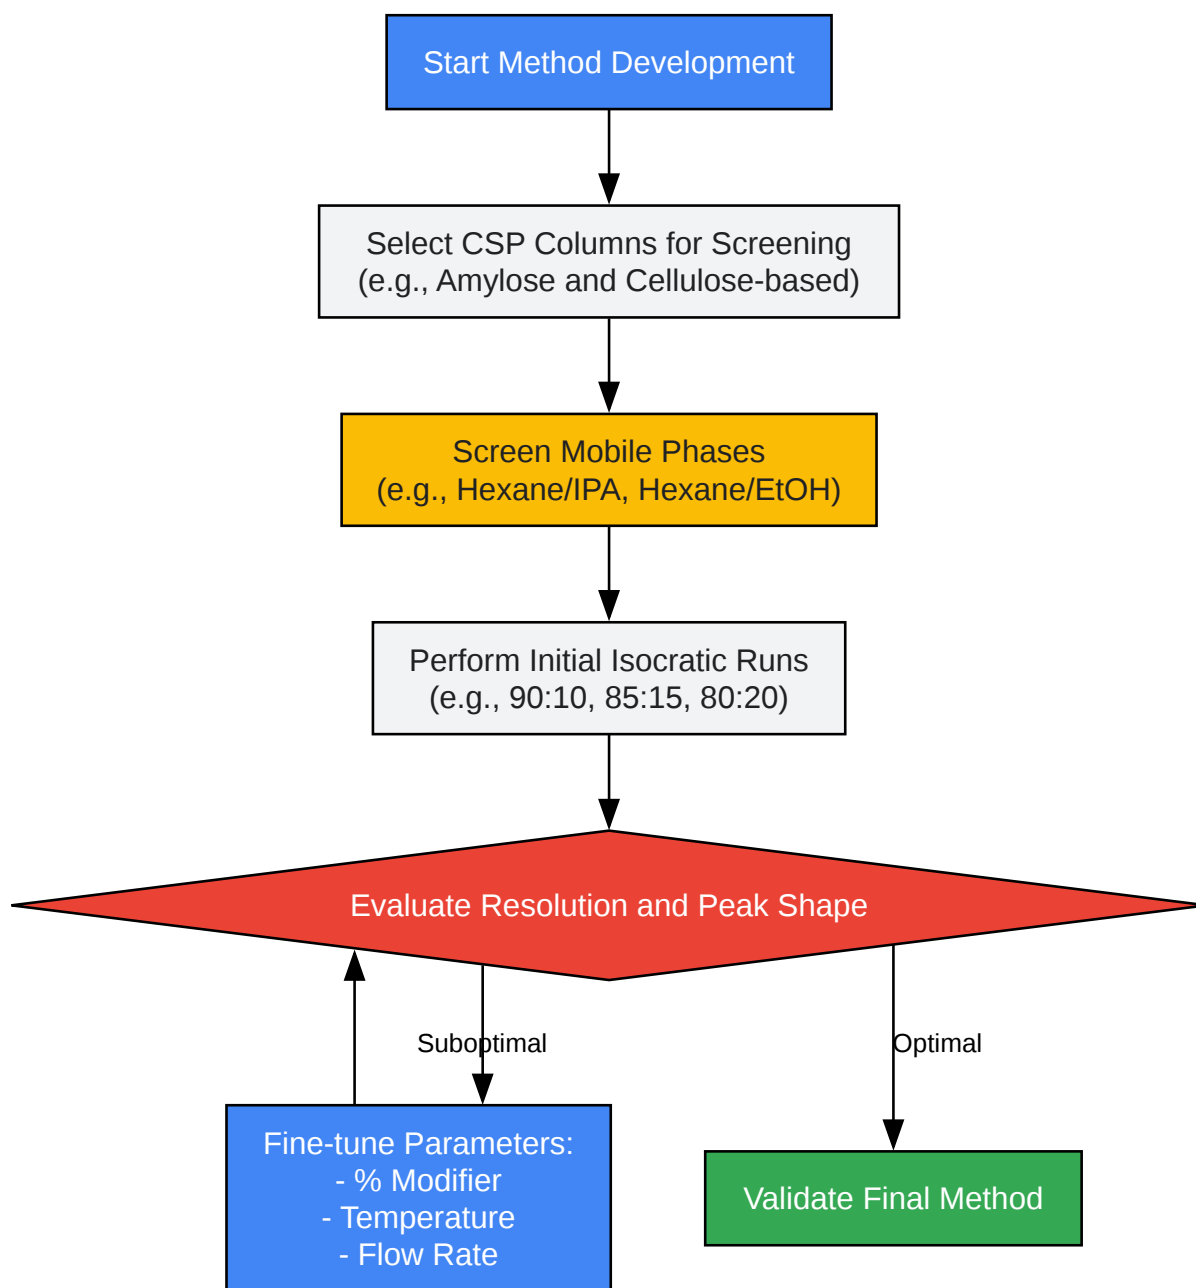 Start Method Development
Select CSP Columns for Screening
(e.g., Amylose and Cellulose-based)
Screen Mobile Phases
(e.g., Hexane/IPA, Hexane/EtOH)
Perform Initial Isocratic Runs
(e.g., 90:10, 85:15, 80:20)
Evaluate Resolution and Peak Shape
Suboptimal
Optimal
Fine-tune Parameters:
- % Modifier
- Temperature
- Flow Rate
Validate Final Method